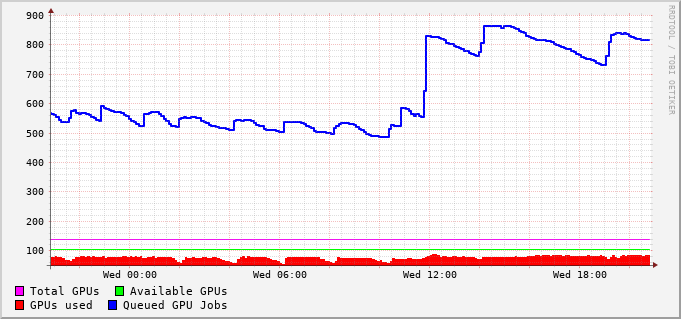 RRDTOOL / TOBI OETIKER
900
800
700
600
500
400
300
200
100
Wed 00:00 Wed 06:00 Wed 12:00 Wed 18:00
Total GPUs Available GPUs
GPUs used Queued GPU Jobs